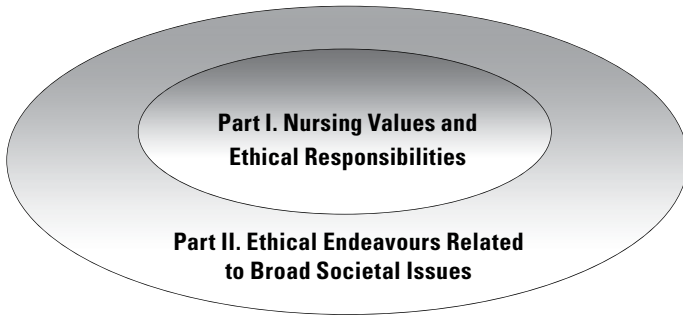 Part I. Nursing Values and
Ethical Responsibilities
Part II. Ethical Endeavours Related
to Broad Societal Issues